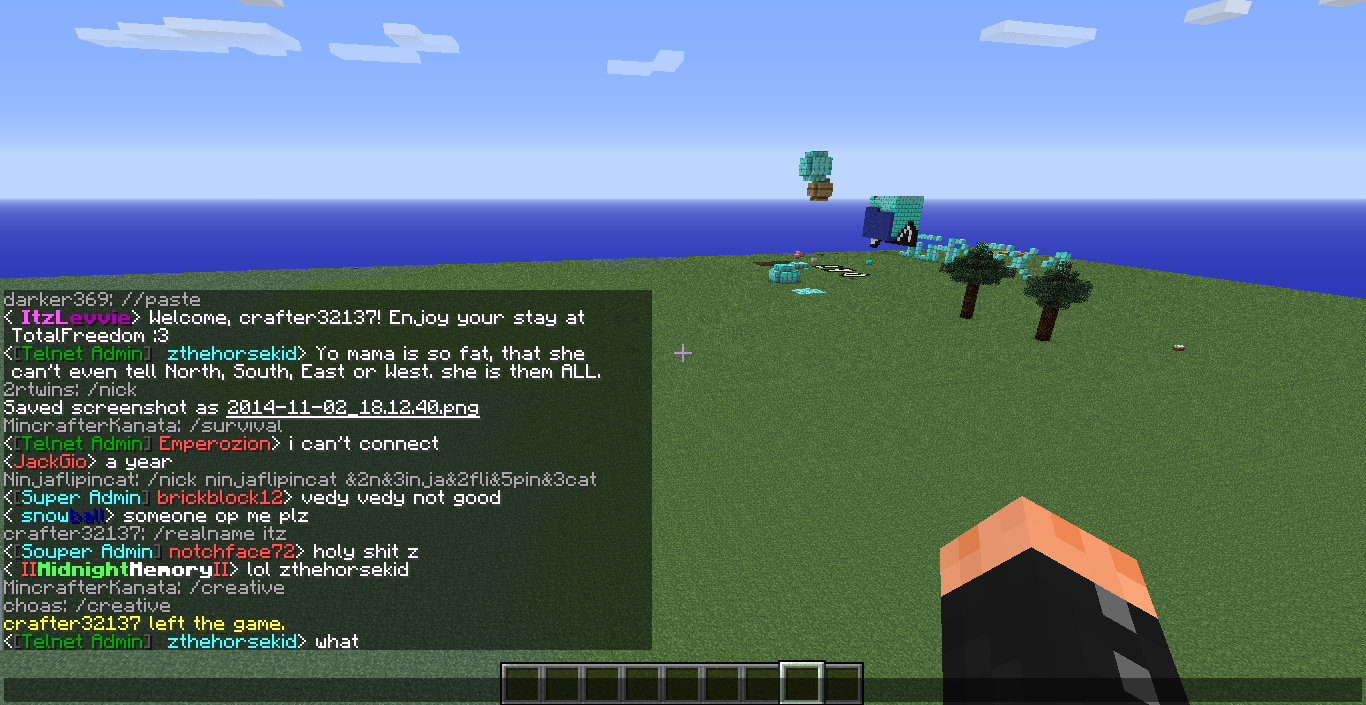 darker369: //paste
< ItzLevvie> Welcome, crafter32137! Enjoy your stay at
TotalFreedom :3
<[Telnet Admin] zthehorsekid> Yo mama is so fat, that she
can't even tell North, South, East or West. she is them ALL.
2rtwins: /nick
Saved screenshot as 2014-11-02_18.12.40.png
MincrafterKanata: /survival
<[Telnet Admin] Emperozion> i can't connect
<JackGio> a year
Ninjaflipincat: /nick ninjaflipincat &2n&3inja&2fli&5pin&3cat
<[Super Admin] brickblock12> vedy vedy not good
< snowball> someone op me plz
crafter32137: /realname itz
<[Souper Admin] notchface72> holy shit z
< IIMidnightMemoryII> lol zthehorsekid
MincrafterKanata: /creative
choas: /creative
crafter32137 left the game.
<[Telnet Admin] zthehorsekid> what